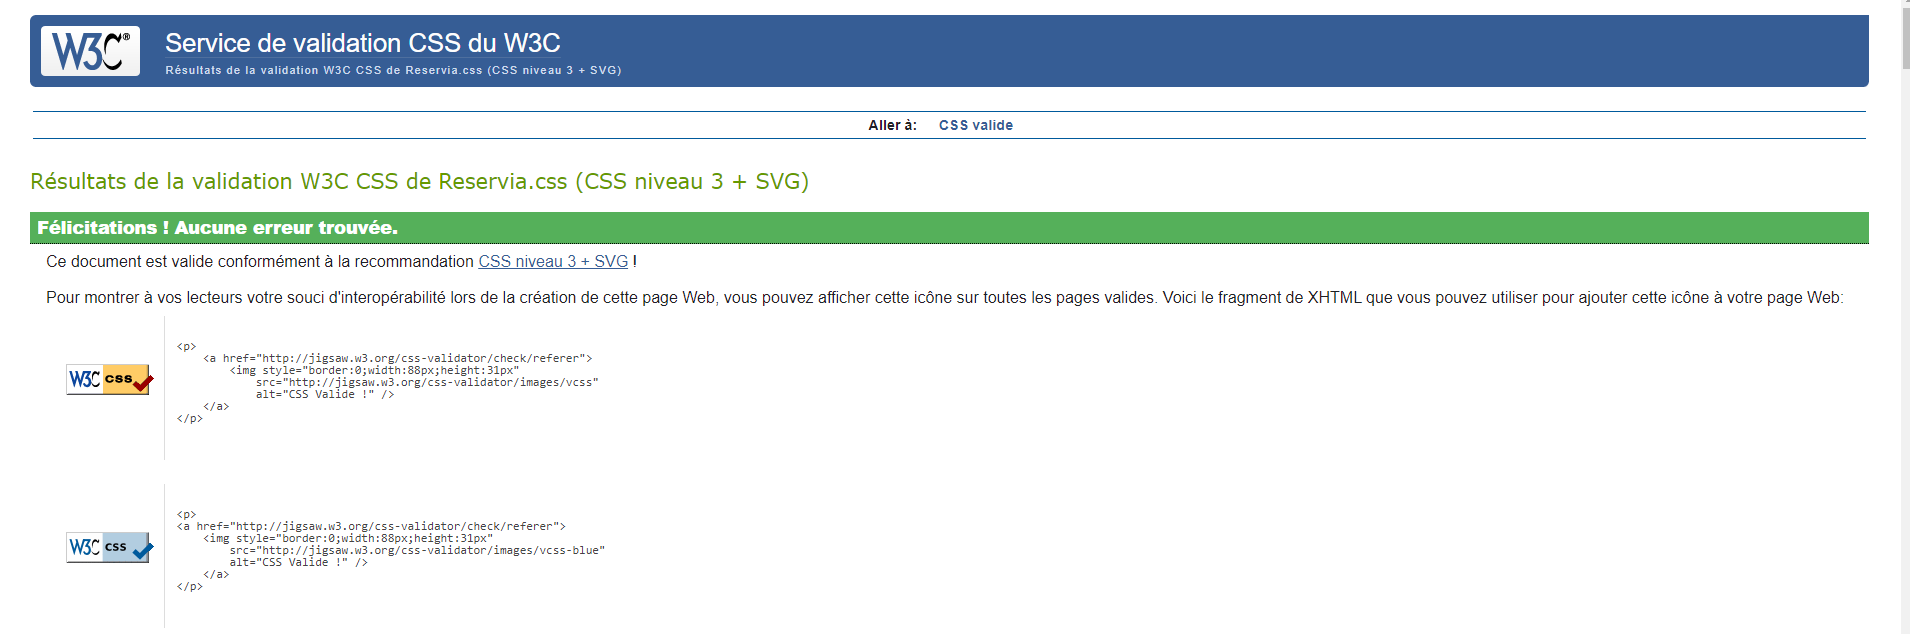 W3C® Service de validation CSS du W3C
Résultats de la validation W3C CSS de Reservia.css (CSS niveau 3 + SVG)
Aller à: CSS valide
Résultats de la validation W3C CSS de Reservia.css (CSS niveau 3 + SVG)
Félicitations ! Aucune erreur trouvée.
Ce document est valide conformément à la recommandation CSS niveau 3 + SVG !
Pour montrer à vos lecteurs votre souci d'interopérabilité lors de la création de cette page Web, vous pouvez afficher cette icône sur toutes les pages valides. Voici le fragment de XHTML que vous pouvez utiliser pour ajouter cette icône à votre page Web:
W3C css
<p>
<a href="http://jigsaw.w3.org/css-validator/check/referer">
<img style="border:0;width:88px;height:31px"
src="http://jigsaw.w3.org/css-validator/images/vcss"
alt="CSS Valide !" />
</a>
</p>
W3C css
<p>
<a href="http://jigsaw.w3.org/css-validator/check/referer">
<img style="border:0;width:88px;height:31px"
src="http://jigsaw.w3.org/css-validator/images/vcss-blue"
alt="CSS Valide !" />
</a>
</p>